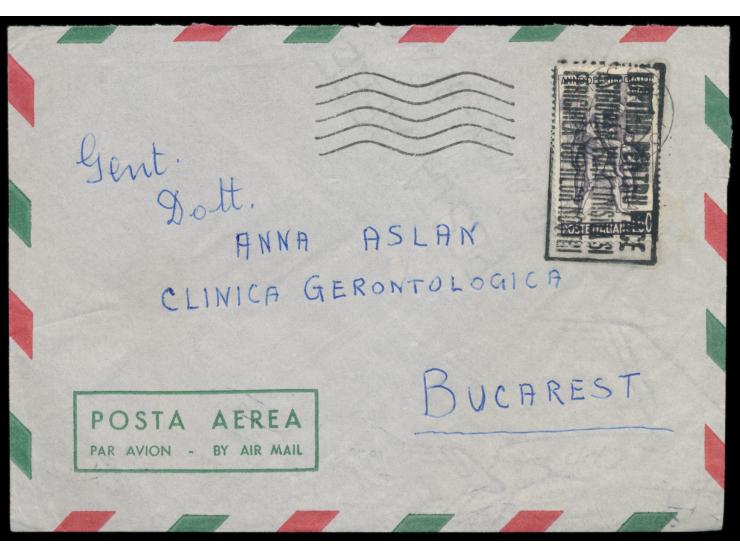 Gent.
Dott.
ANNA ASLAN
CLINICA GERONTOLOGICA
BUCAREST
POSTA AEREA
PAR AVION - BY AIR MAIL
POSTE ITALIANE